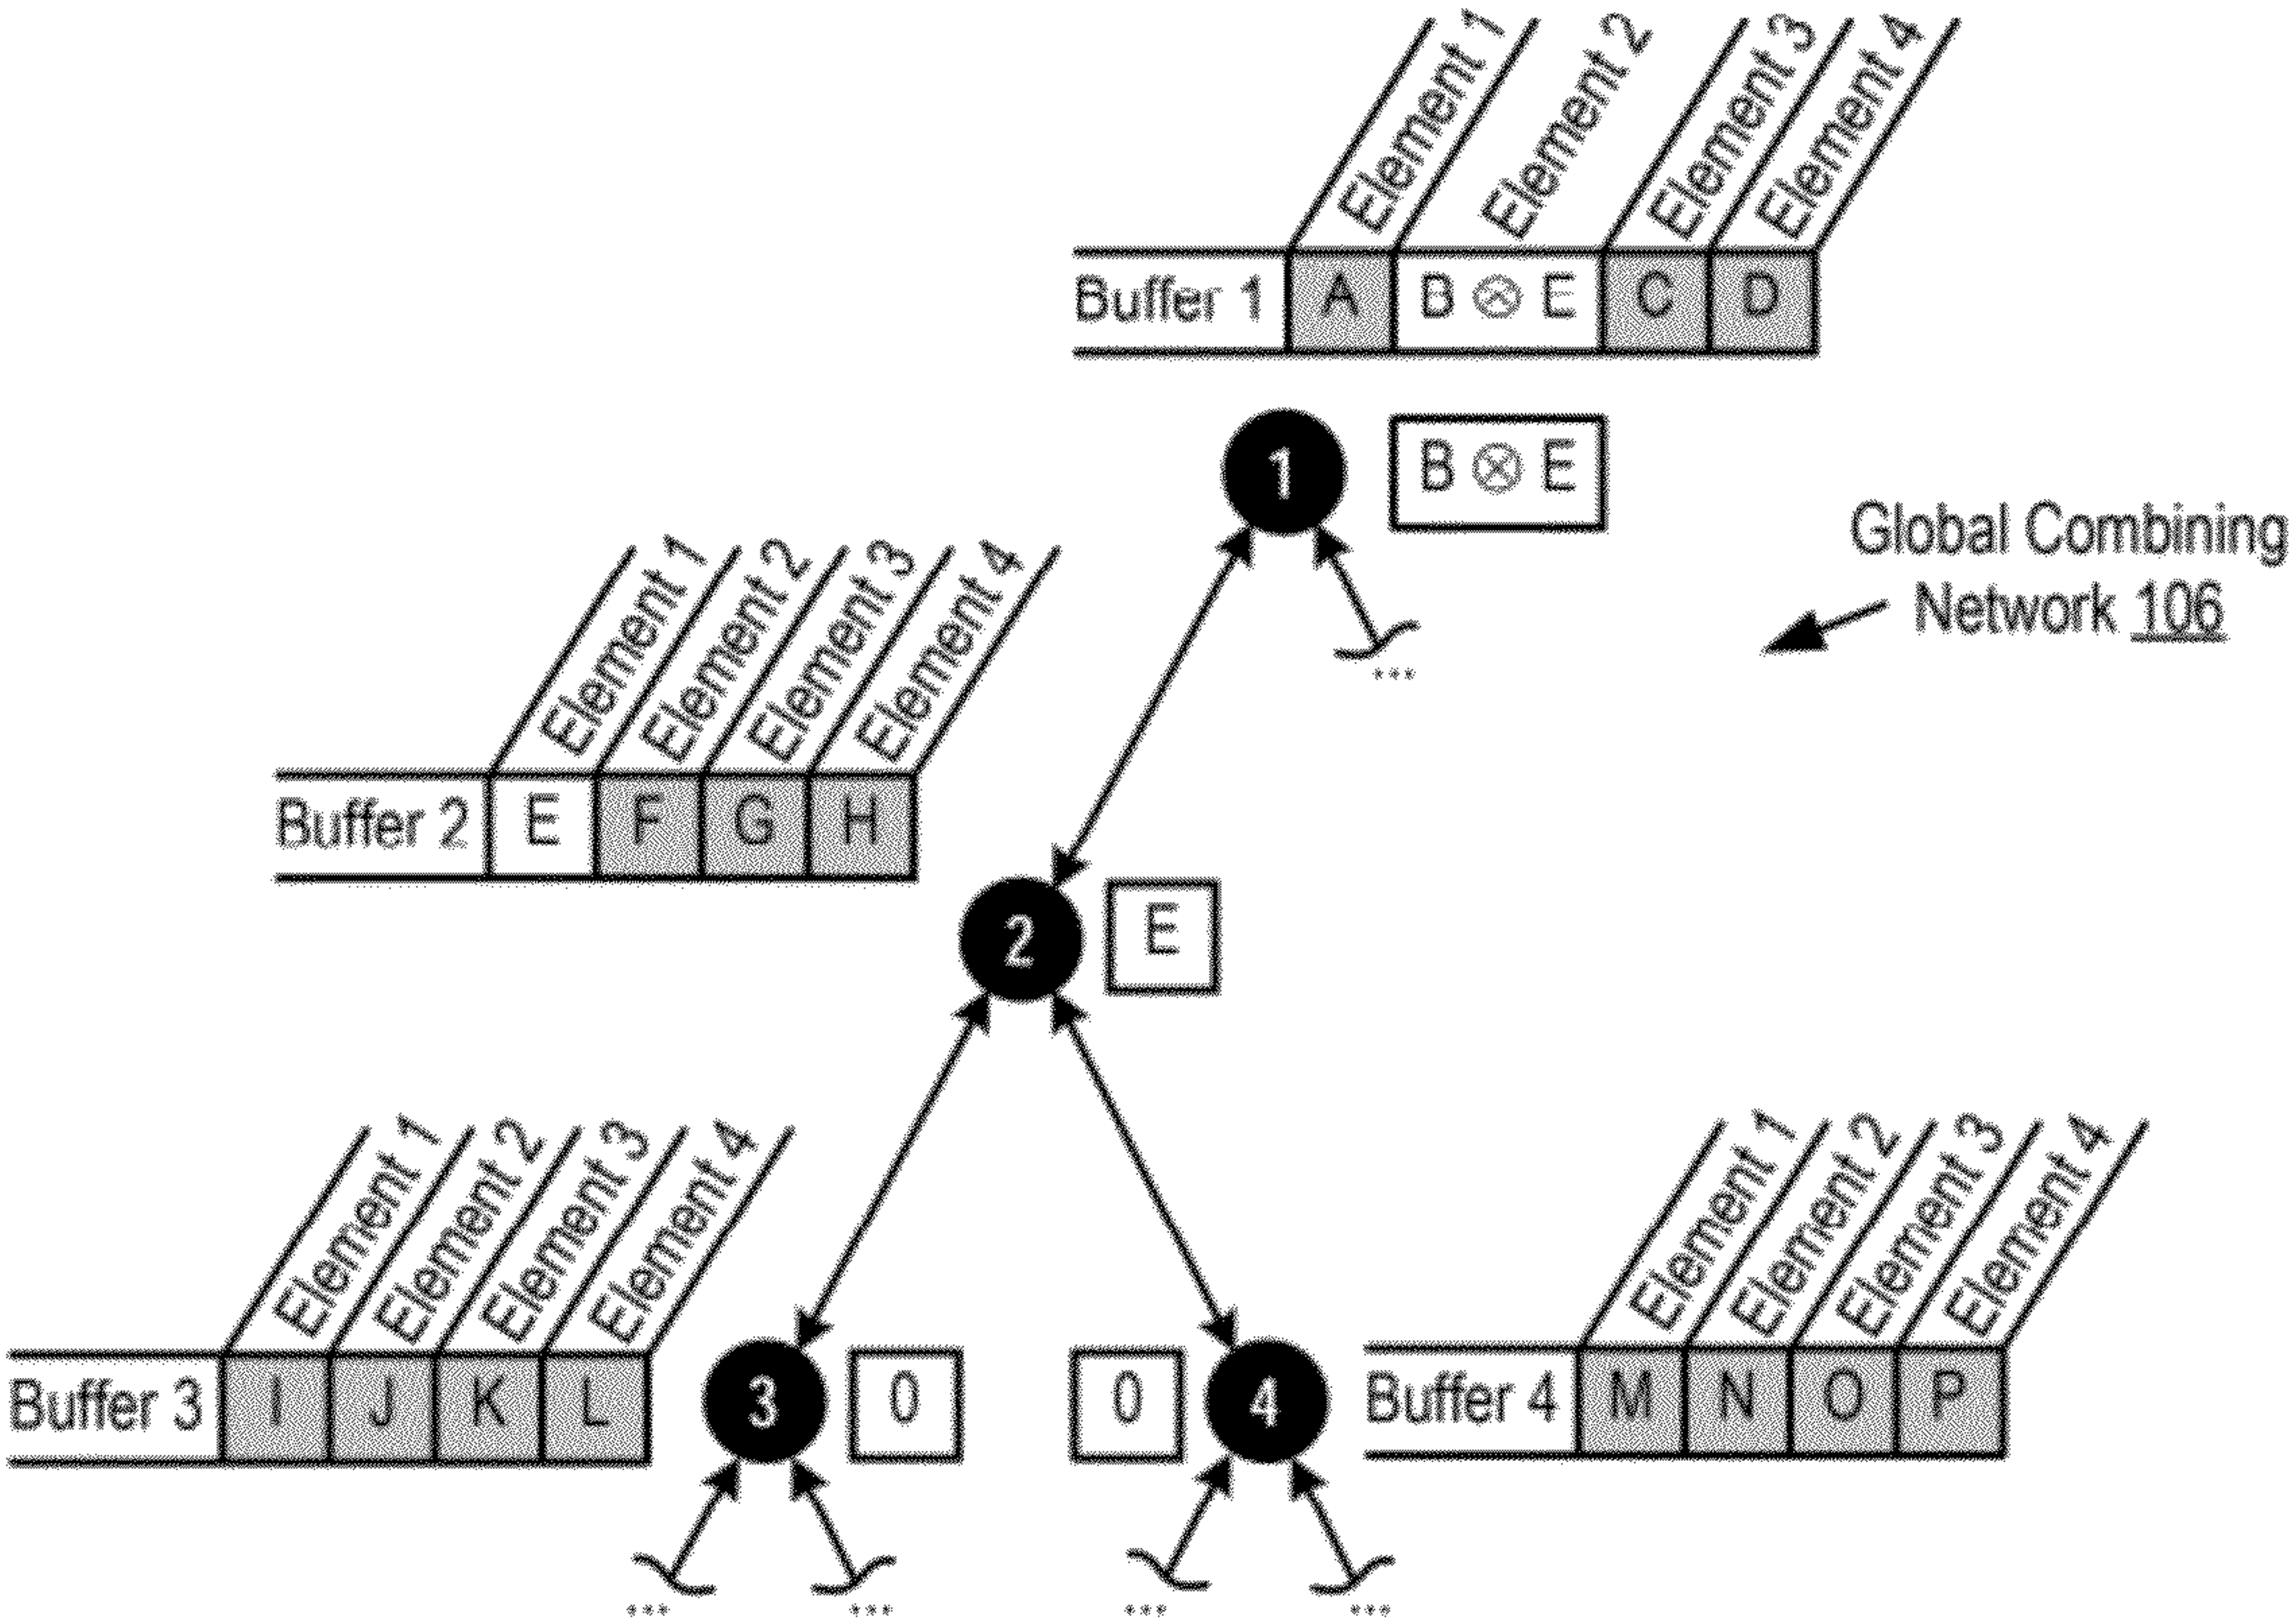 Element 1
Element 2
Element 3
Element 4
Buffer 1 A B ⊗ E C D
1 B ⊗ E
Global Combining
Network 106
...
Element 1
Element 2
Element 3
Element 4
Buffer 2 E F G H
2 E
Element 1
Element 2
Element 3
Element 4
Buffer 3 I J K L
3 0
0 4
Element 1
Element 2
Element 3
Element 4
Buffer 4 M N O P
... ... ... ...